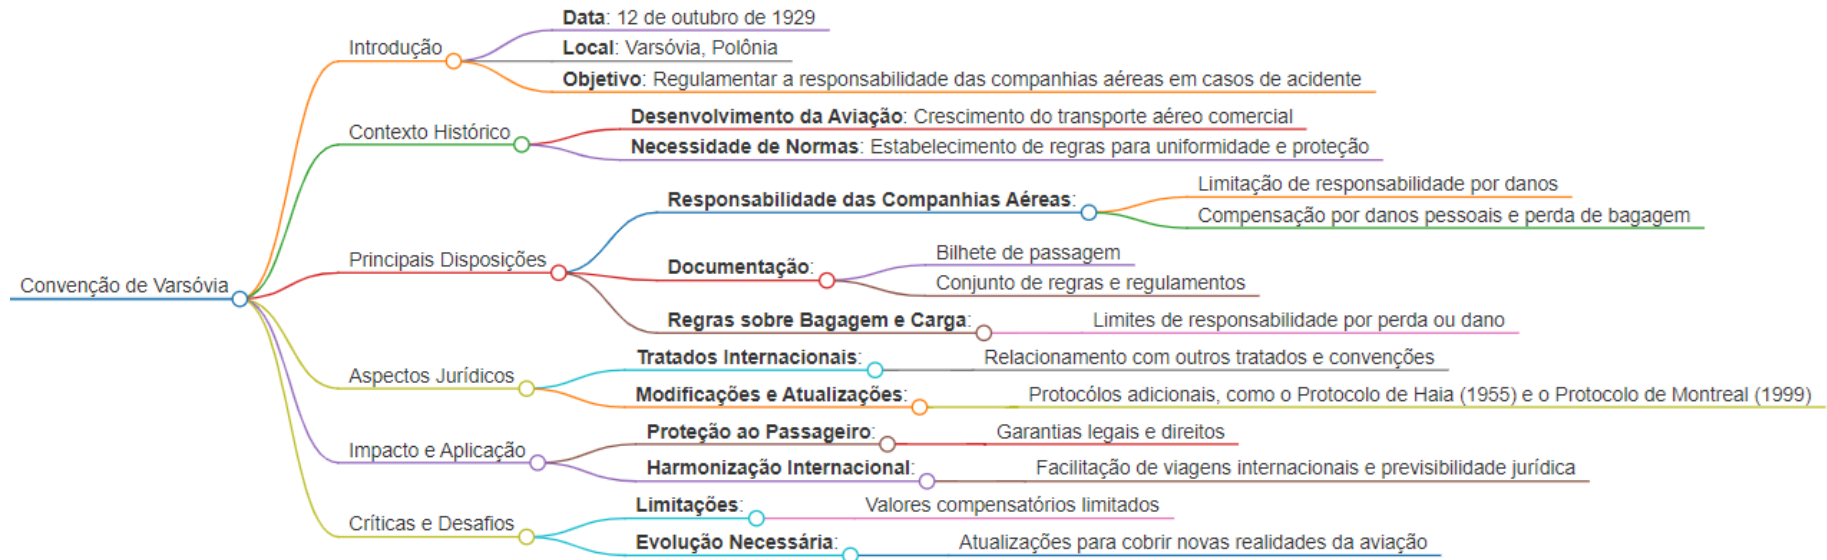 Convenção de Varsóvia
Introdução
Data: 12 de outubro de 1929
Local: Varsóvia, Polônia
Objetivo: Regulamentar a responsabilidade das companhias aéreas em casos de acidente
Contexto Histórico
Desenvolvimento da Aviação: Crescimento do transporte aéreo comercial
Necessidade de Normas: Estabelecimento de regras para uniformidade e proteção
Principais Disposições
Responsabilidade das Companhias Aéreas:
Limitação de responsabilidade por danos
Compensação por danos pessoais e perda de bagagem
Documentação:
Bilhete de passagem
Conjunto de regras e regulamentos
Regras sobre Bagagem e Carga:
Limites de responsabilidade por perda ou dano
Aspectos Jurídicos
Tratados Internacionais:
Relacionamento com outros tratados e convenções
Modificações e Atualizações:
Protocólos adicionais, como o Protocolo de Haia (1955) e o Protocolo de Montreal (1999)
Impacto e Aplicação
Proteção ao Passageiro:
Garantias legais e direitos
Harmonização Internacional:
Facilitação de viagens internacionais e previsibilidade jurídica
Críticas e Desafios
Limitações:
Valores compensatórios limitados
Evolução Necessária:
Atualizações para cobrir novas realidades da aviação